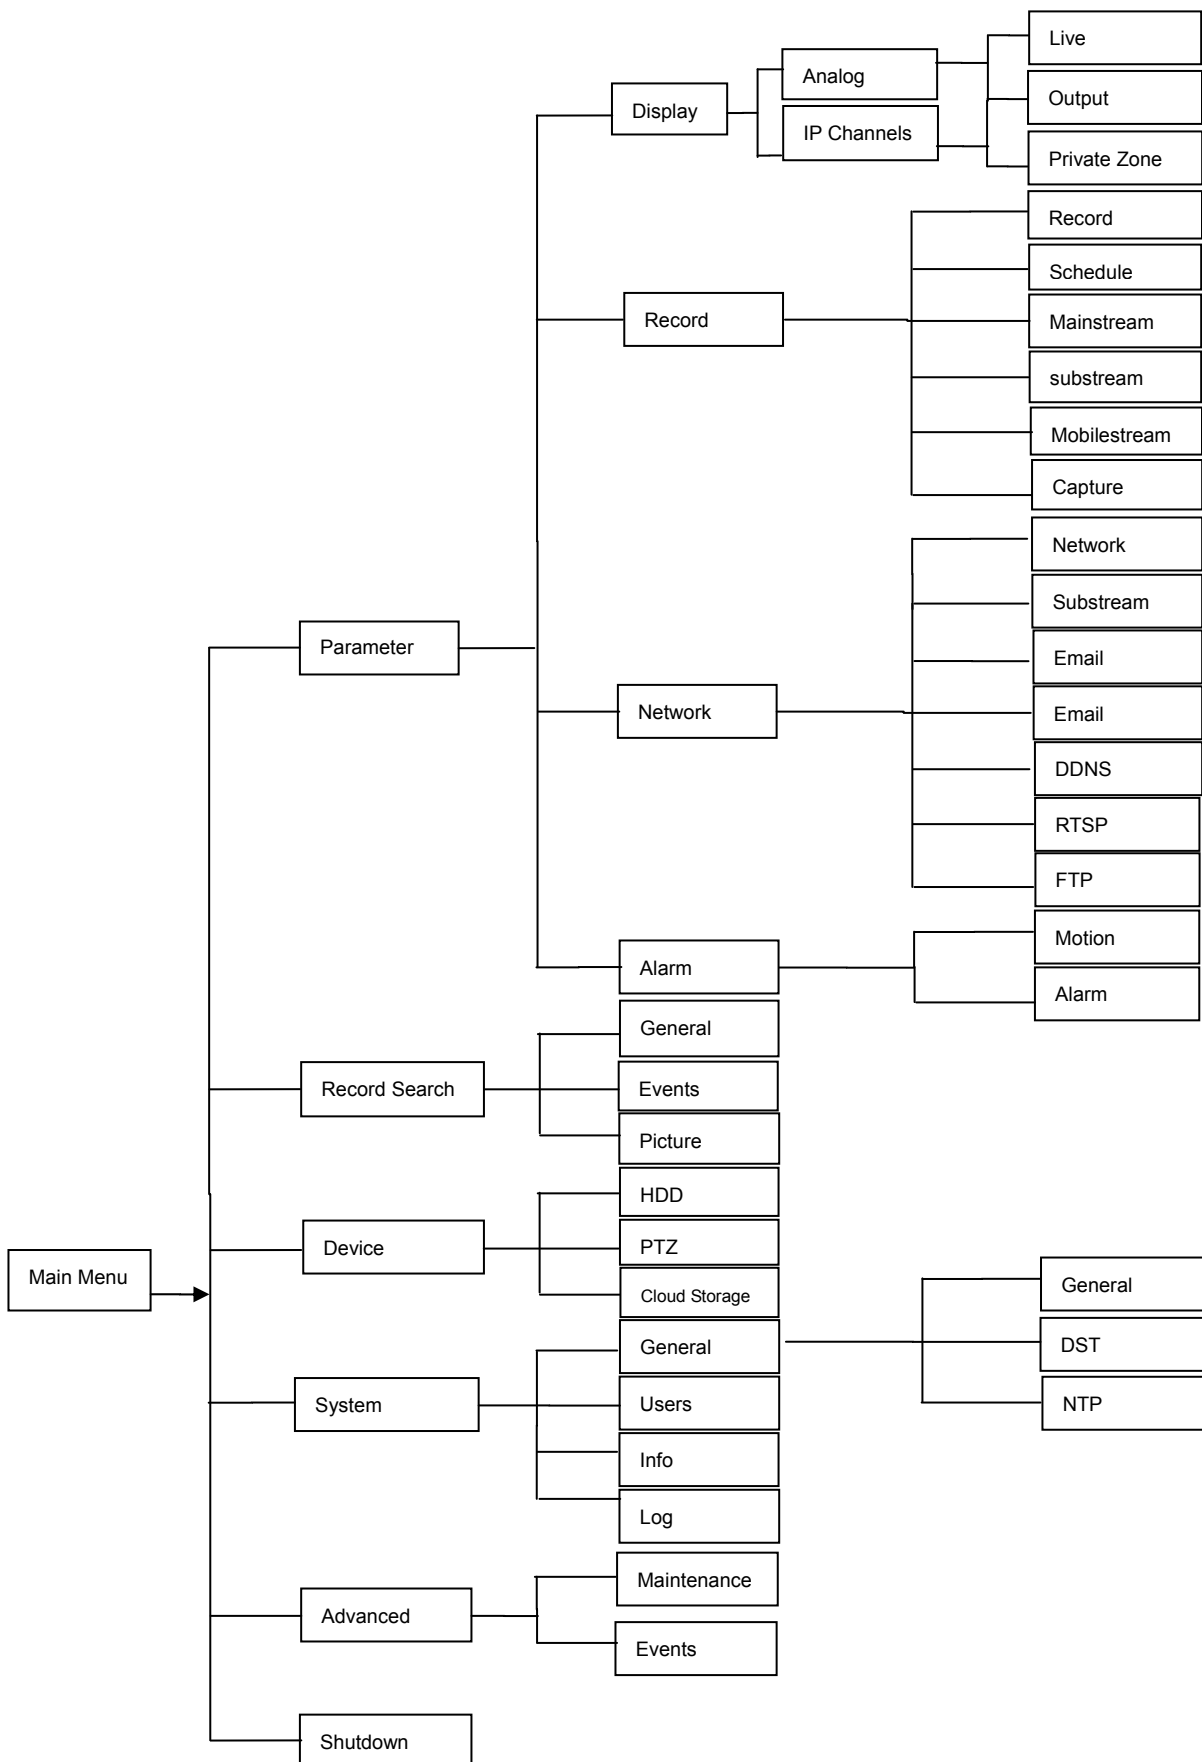 Live
Analog
Output
Display
IP Channels
Private Zone
Record
Schedule
Record
Mainstream
substream
Mobilestream
Capture
Network
Substream
Parameter
Email
Network
Email
DDNS
RTSP
FTP
Motion
Alarm
Alarm
General
Record Search
Events
Picture
HDD
Device
PTZ
Main Menu
Cloud Storage
General
General
DST
System
Users
NTP
Info
Log
Maintenance
Advanced
Events
Shutdown